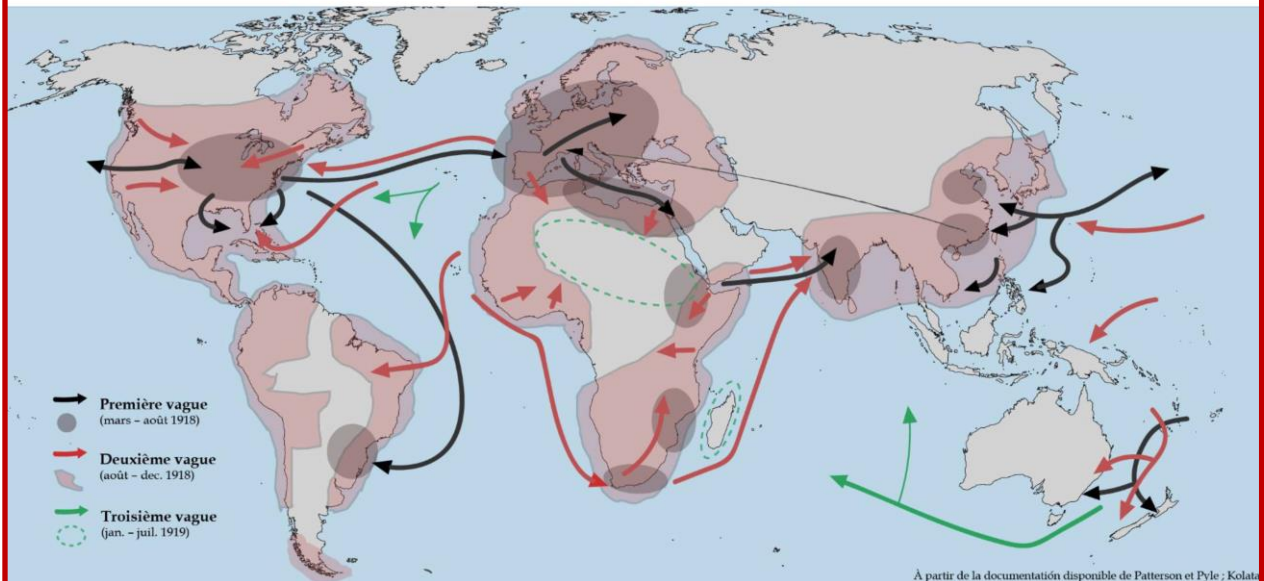 Première vague
(mars – août 1918)
Deuxième vague
(août – dec. 1918)
Troisième vague
(jan. – juil. 1919)
À partir de la documentation disponible de Patterson et Pyle ; Kolata